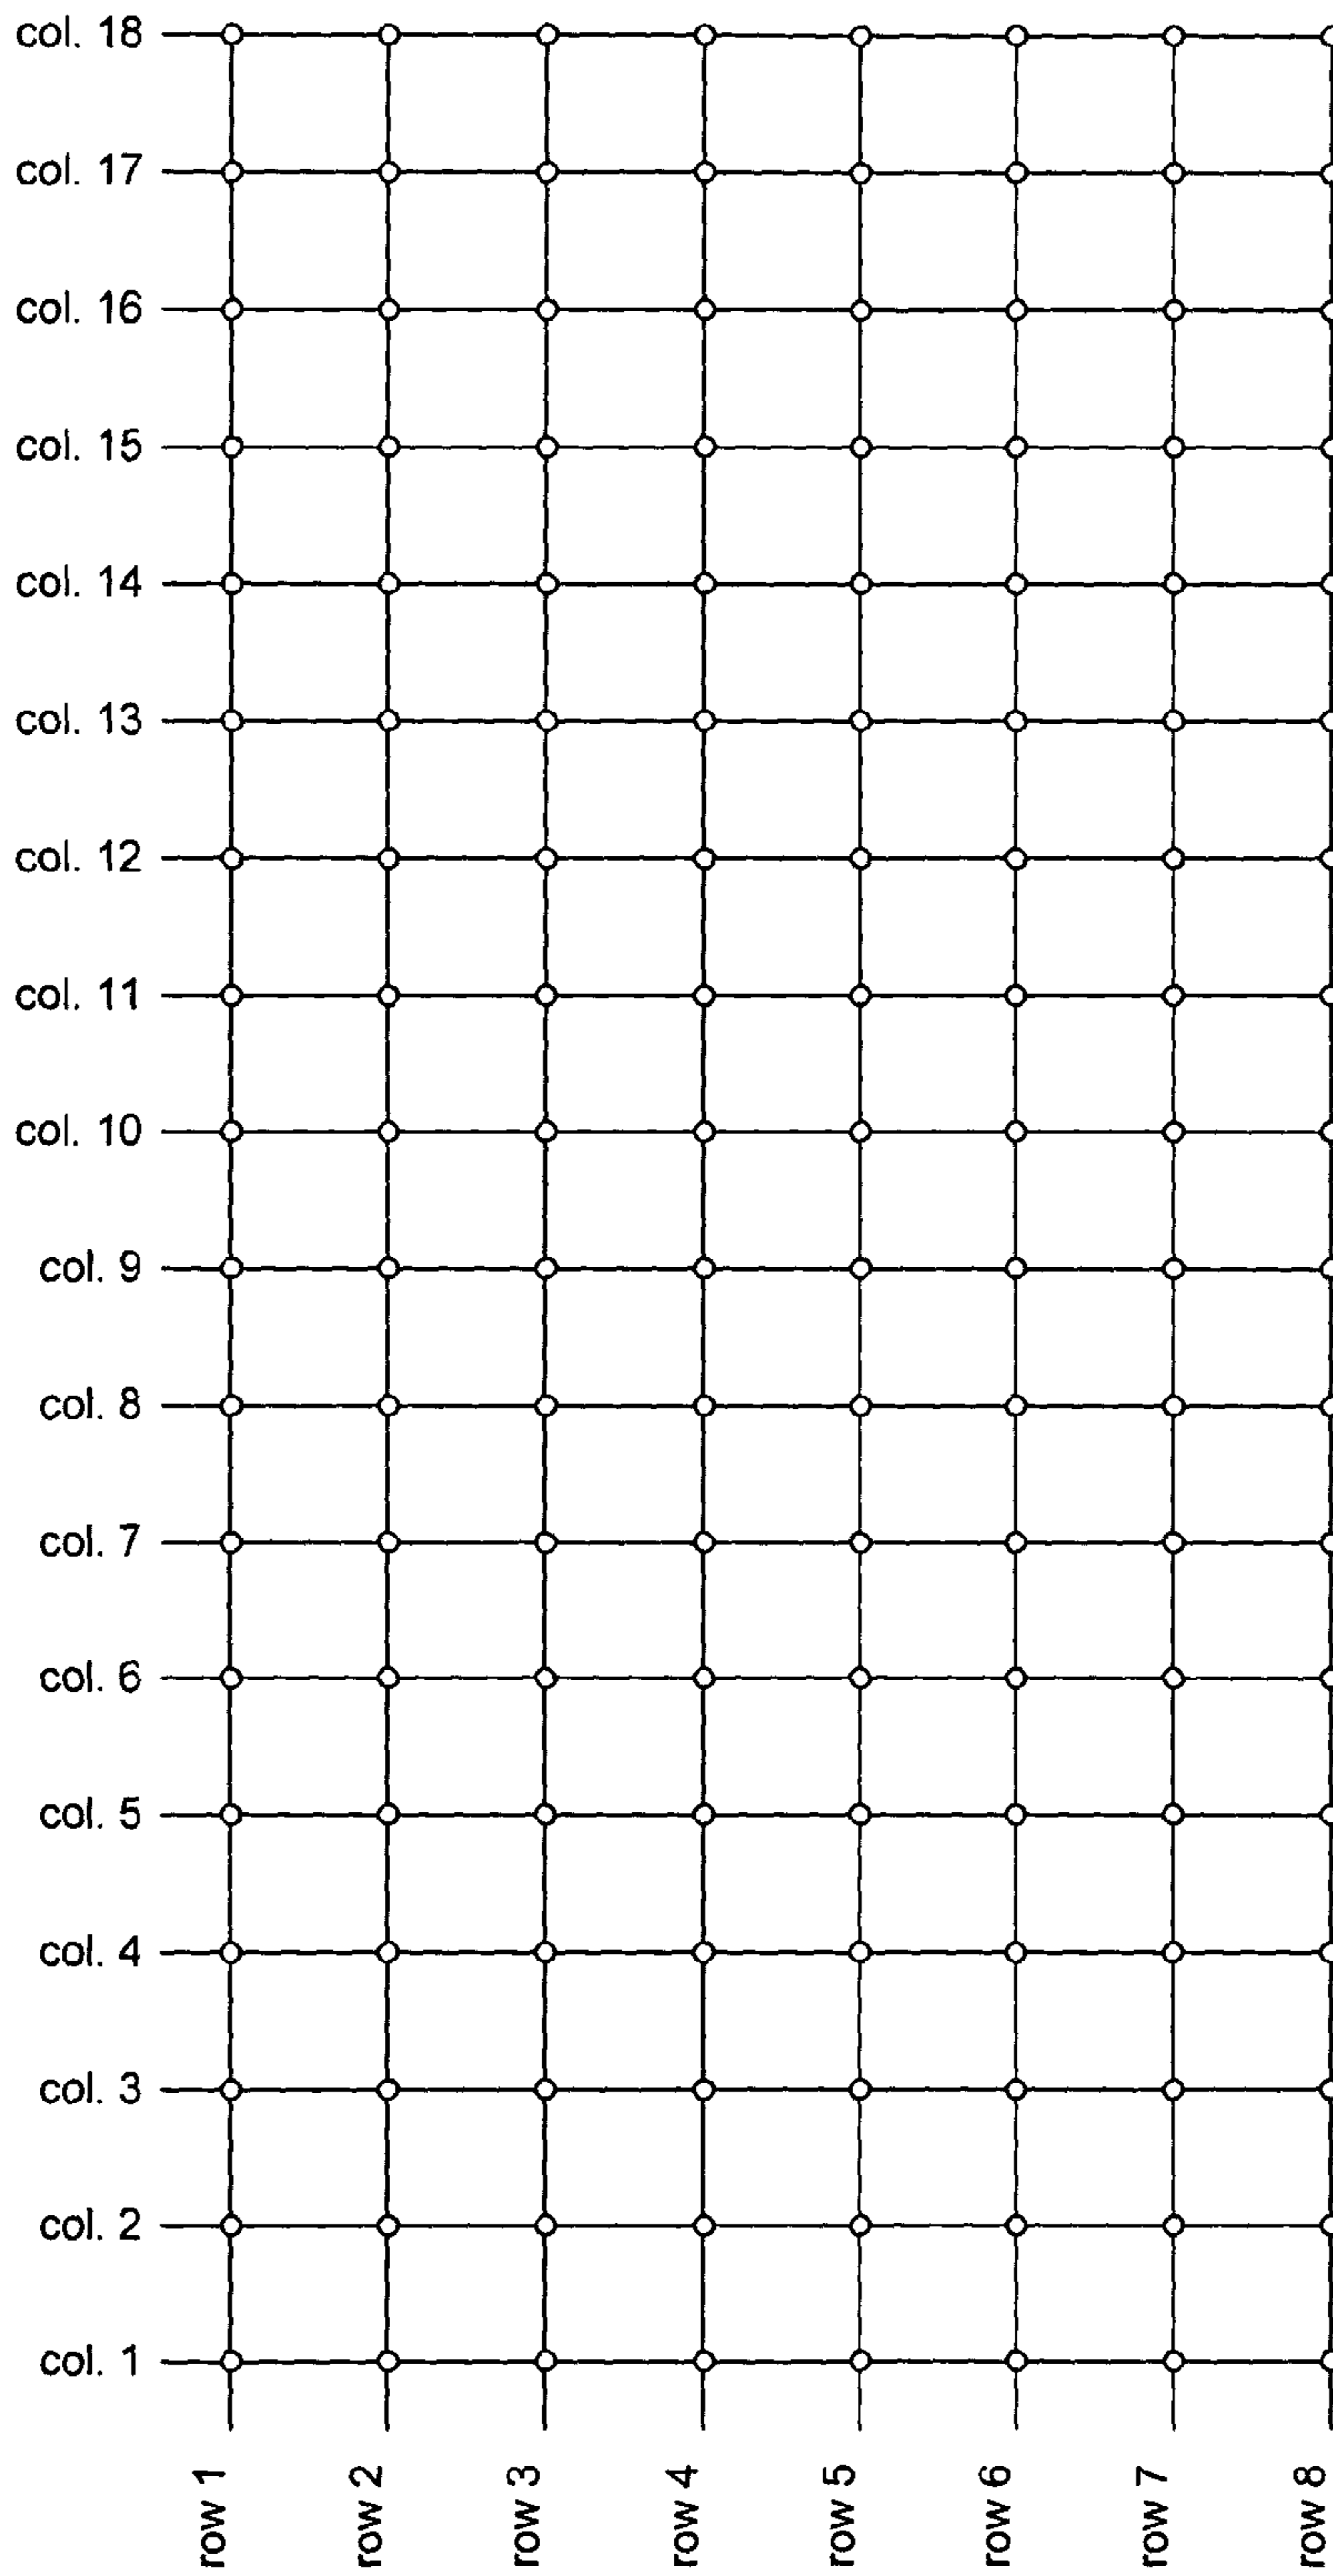 col. 18
col. 17
col. 16
col. 15
col. 14
col. 13
col. 12
col. 11
col. 10
col. 9
col. 8
col. 7
col. 6
col. 5
col. 4
col. 3
col. 2
col. 1
row 1
row 2
row 3
row 4
row 5
row 6
row 7
row 8